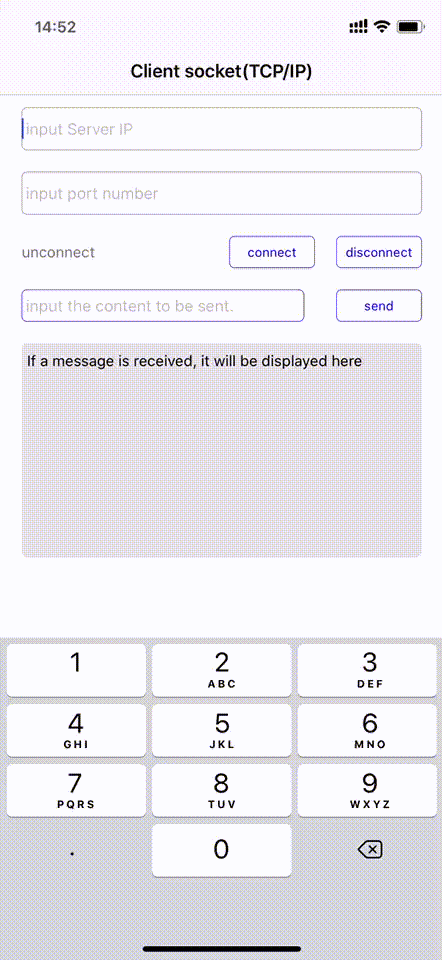 14:52
Client socket(TCP/IP)
input Server IP
input port number
unconnect connect disconnect
input the content to be sent. send
If a message is received, it will be displayed here
1 2 3
ABC DEF
4 5 6
GHI JKL MNO
7 8 9
PQRS TUV WXYZ
. 0